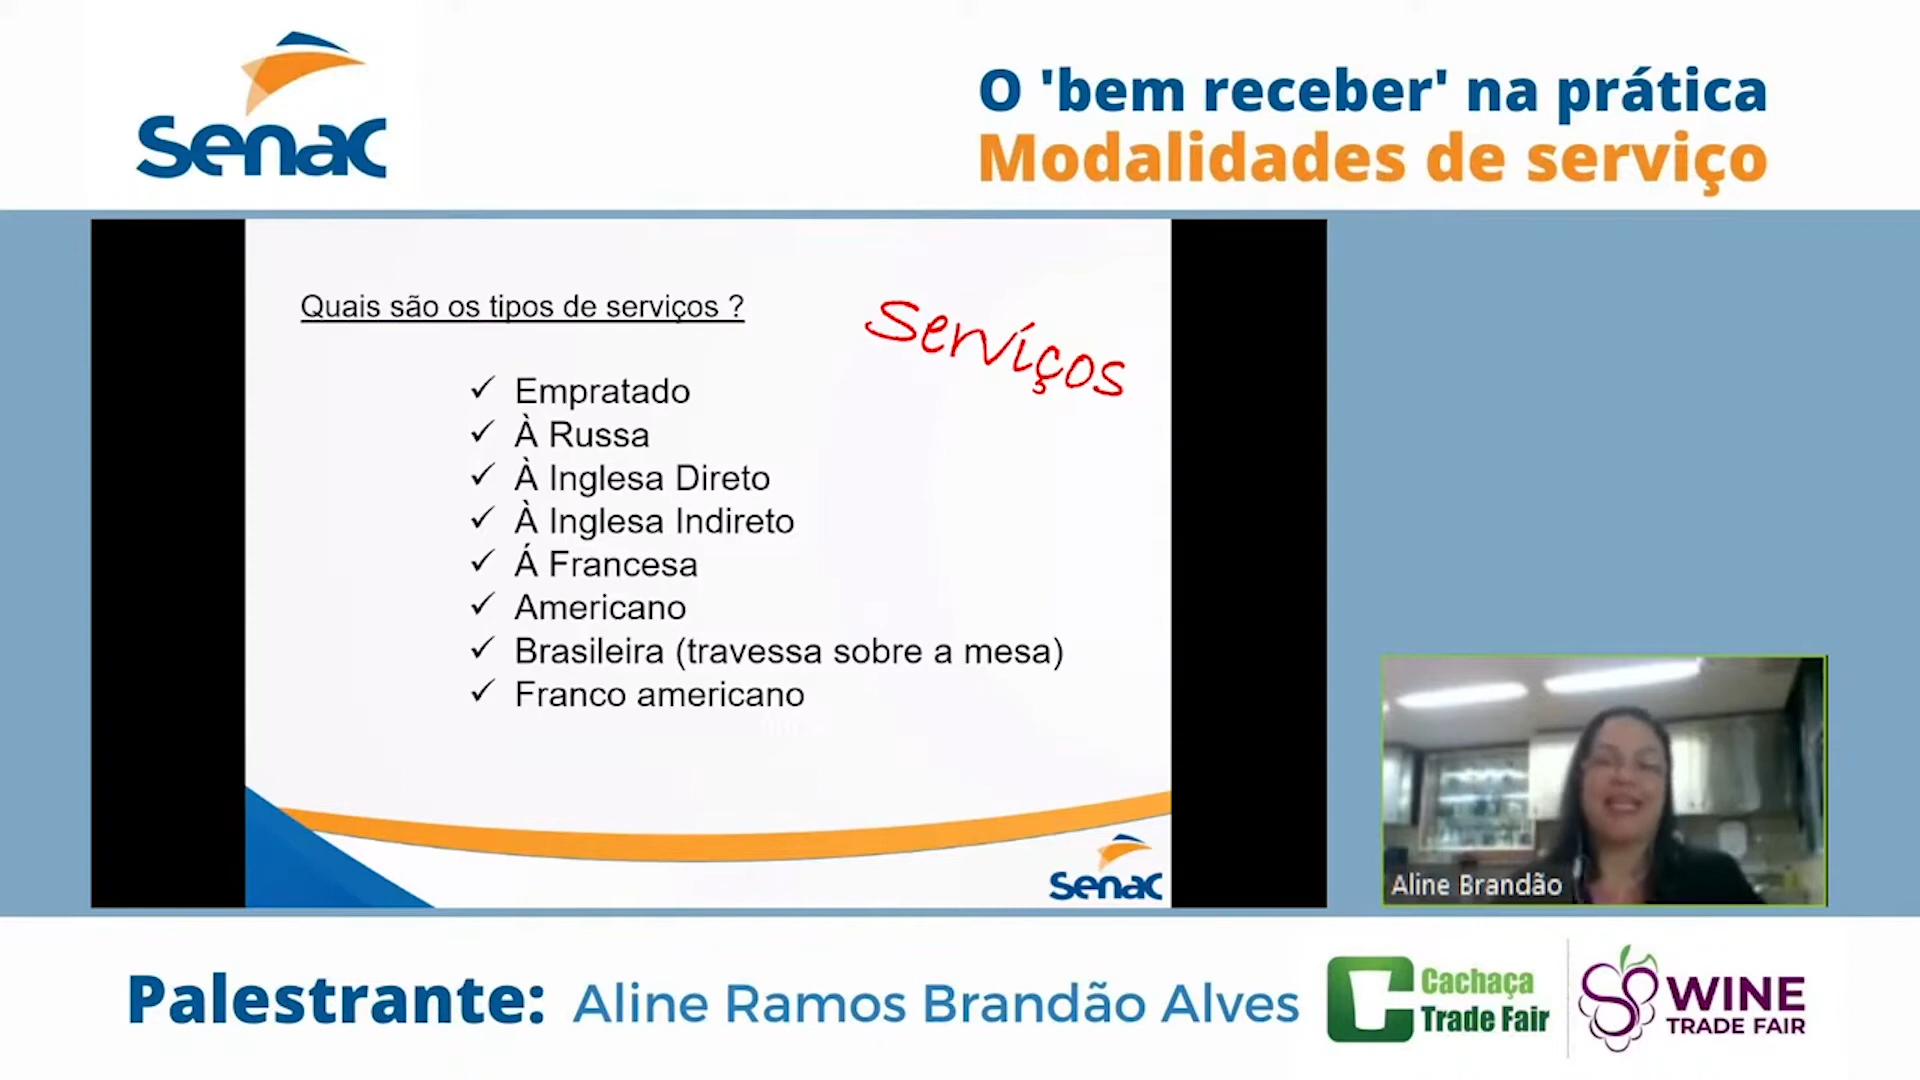 Senac
O 'bem receber' na prática
Modalidades de serviço
Quais são os tipos de serviços ?
Serviços
✓ Empratado
✓ À Russa
✓ À Inglesa Direto
✓ À Inglesa Indireto
✓ Á Francesa
✓ Americano
✓ Brasileira (travessa sobre a mesa)
✓ Franco americano
Senac
Aline Brandão
Palestrante: Aline Ramos Brandão Alves
Cachaça
Trade Fair
SP WINE
TRADE FAIR